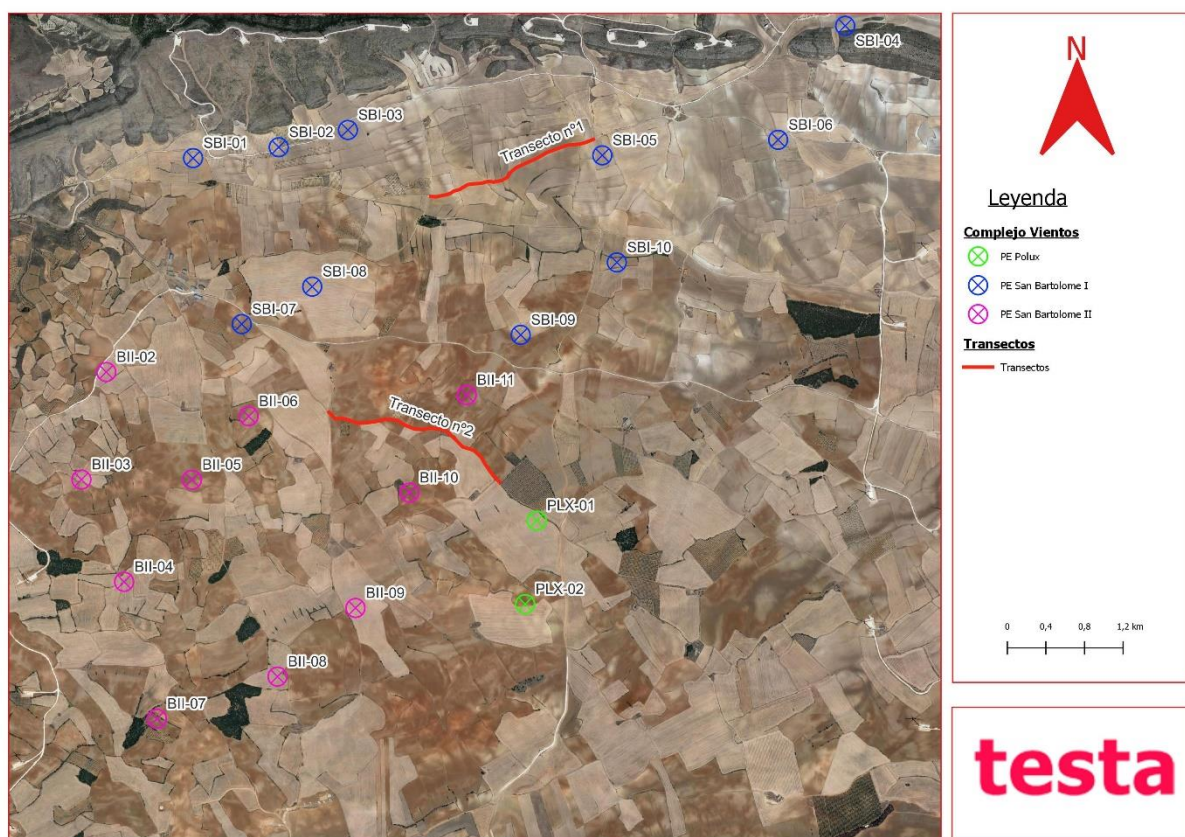 SBI-04
SBI-03
SBI-02
SBI-01
Transecto nº1
SBI-05
SBI-06
SBI-10
SBI-08
SBI-07
SBI-09
BII-02
BII-11
BII-06
Transecto nº2
BII-03
BII-05
BII-10
PLX-01
BII-04
BII-09
PLX-02
BII-08
BII-07
N
Leyenda
Complejo Vientos
PE Polux
PE San Bartolome I
PE San Bartolome II
Transectos
Transectos
0 0,4 0,8 1,2 km
testa